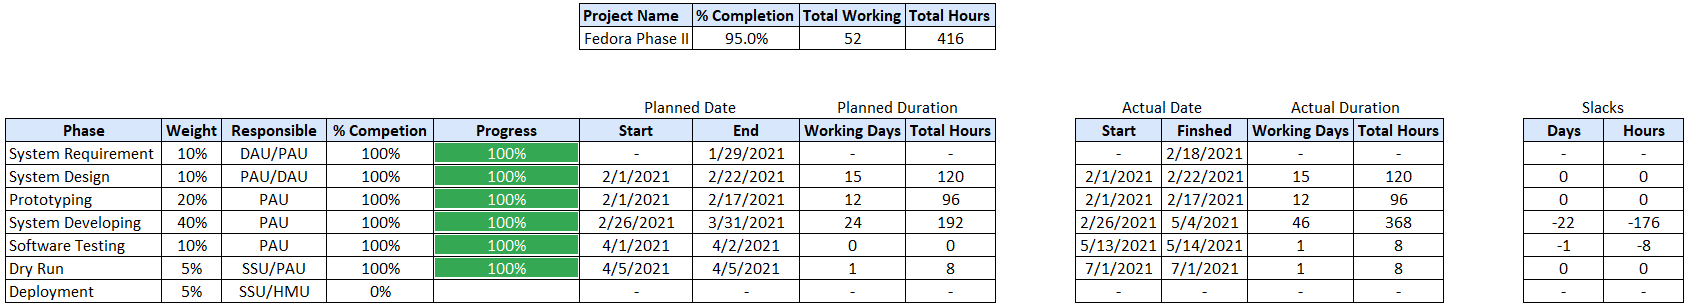 Project Name % Completion Total Working Total Hours
Fedora Phase II 95.0% 52 416
Planned Date Planned Duration Actual Date Actual Duration Slacks
Phase Weight Responsible % Competion Progress Start End Working Days Total Hours Start Finshed Working Days Total Hours Days Hours
System Requirement 10% DAU/PAU 100% 100% - 1/29/2021 - - - 2/18/2021 - - - -
System Design 10% PAU/DAU 100% 100% 2/1/2021 2/22/2021 15 120 2/1/2021 2/22/2021 15 120 0 0
Prototyping 20% PAU 100% 100% 2/1/2021 2/17/2021 12 96 2/1/2021 2/17/2021 12 96 0 0
System Developing 40% PAU 100% 100% 2/26/2021 3/31/2021 24 192 2/26/2021 5/4/2021 46 368 -22 -176
Software Testing 10% PAU 100% 100% 4/1/2021 4/2/2021 0 0 5/13/2021 5/14/2021 1 8 -1 -8
Dry Run 5% SSU/PAU 100% 100% 4/5/2021 4/5/2021 1 8 7/1/2021 7/1/2021 1 8 0 0
Deployment 5% SSU/HMU 0% - - - - - - - - - -